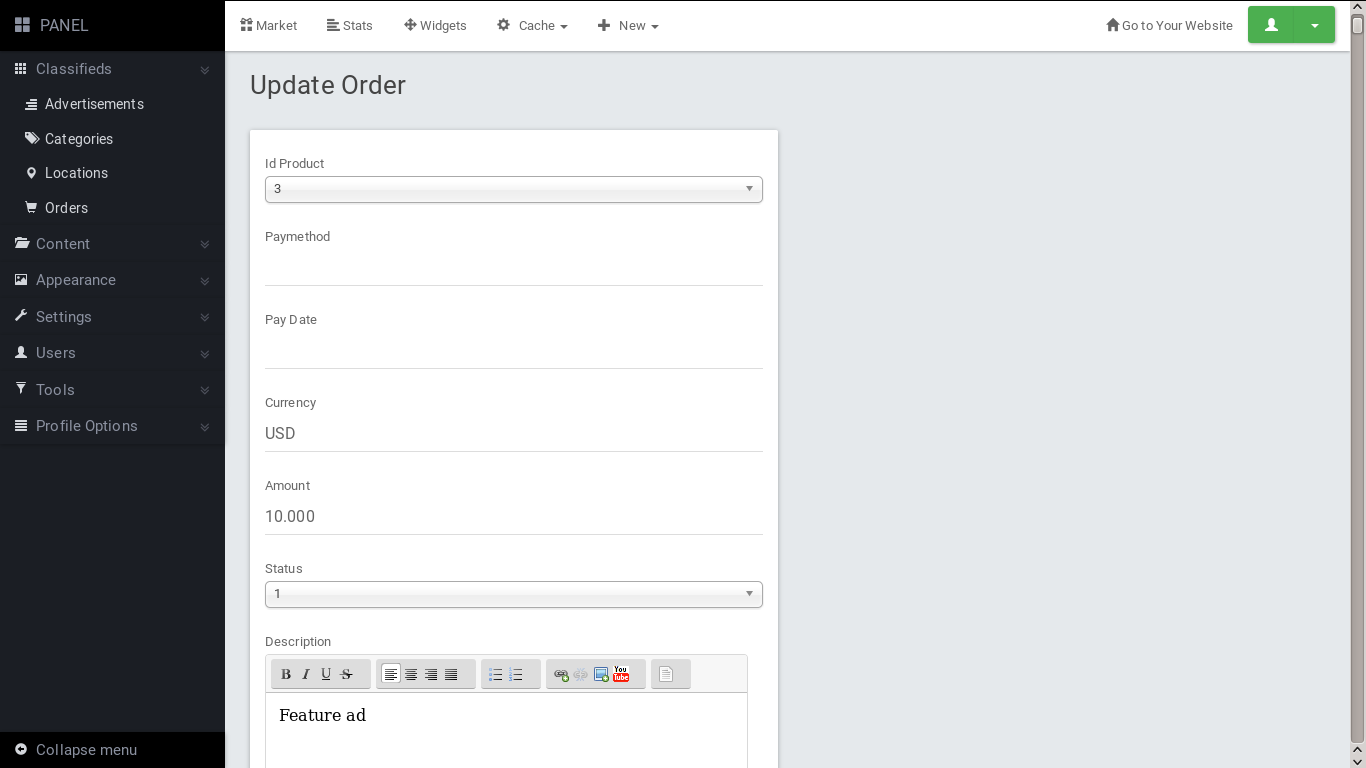 PANEL
Market
Stats
Widgets
Cache
New
Go to Your Website
Classifieds
Advertisements
Categories
Locations
Orders
Content
Appearance
Settings
Users
Tools
Profile Options
Collapse menu
Update Order
Id Product
3
Paymethod
Pay Date
Currency
USD
Amount
10.000
Status
1
Description
B I U S
You
Tube
Feature ad